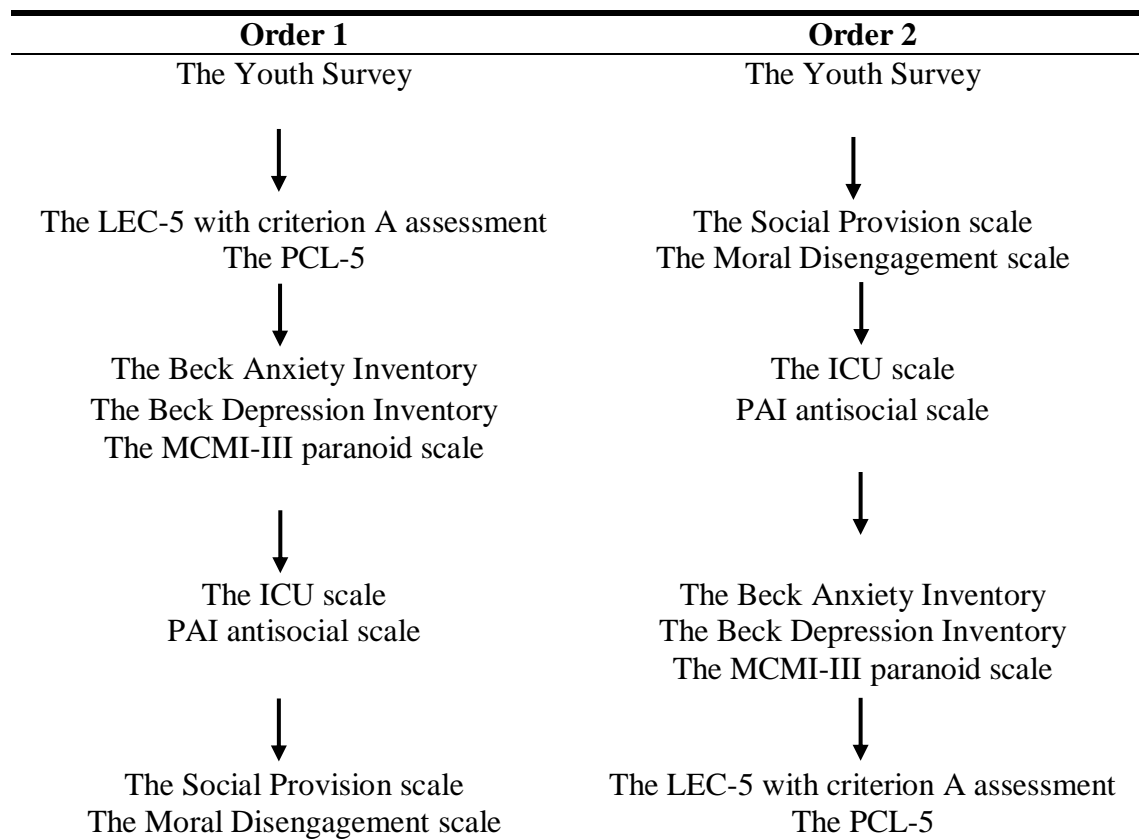 Order 1
The Youth Survey
The LEC-5 with criterion A assessment
The PCL-5
The Beck Anxiety Inventory
The Beck Depression Inventory
The MCMI-III paranoid scale
The ICU scale
PAI antisocial scale
The Social Provision scale
The Moral Disengagement scale
Order 2
The Youth Survey
The Social Provision scale
The Moral Disengagement scale
The ICU scale
PAI antisocial scale
The Beck Anxiety Inventory
The Beck Depression Inventory
The MCMI-III paranoid scale
The LEC-5 with criterion A assessment
The PCL-5